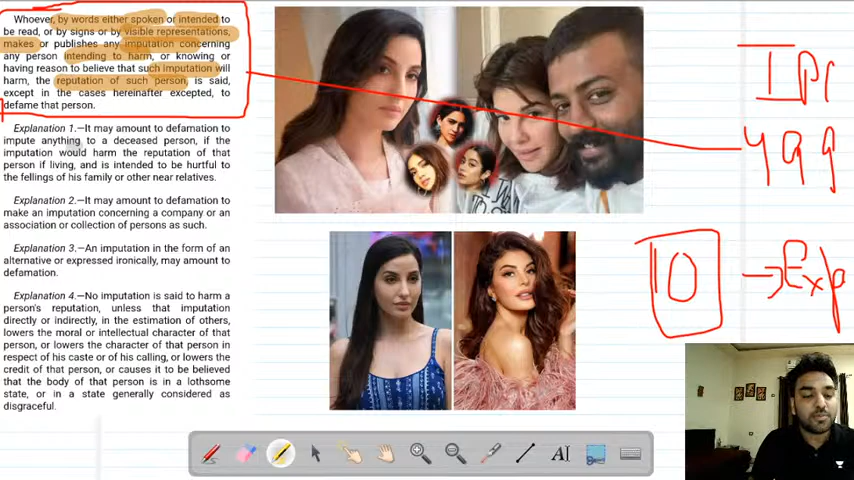 Whoever, by words either spoken or intended to
be read, or by signs or by visible representations,
makes or publishes any imputation concerning
any person intending to harm, or knowing or
having reason to believe that such imputation will
harm, the reputation of such person, is said,
except in the cases hereinafter excepted, to
defame that person.
Explanation 1.—It may amount to defamation to
impute anything to a deceased person, if the
imputation would harm the reputation of that
person if living, and is intended to be hurtful to
the fellings of his family or other near relatives.
Explanation 2.—It may amount to defamation to
make an imputation concerning a company or an
association or collection of persons as such.
Explanation 3.—An imputation in the form of an
alternative or expressed ironically, may amount to
defamation.
Explanation 4.—No imputation is said to harm a
person's reputation, unless that imputation
directly or indirectly, in the estimation of others,
lowers the moral or intellectual character of that
person, or lowers the character of that person in
respect of his caste or of his calling, or lowers the
credit of that person, or causes it to be believed
that the body of that person is in a lothsome
state, or in a state generally considered as
disgraceful.
IPC
499
10 → Exp
AI